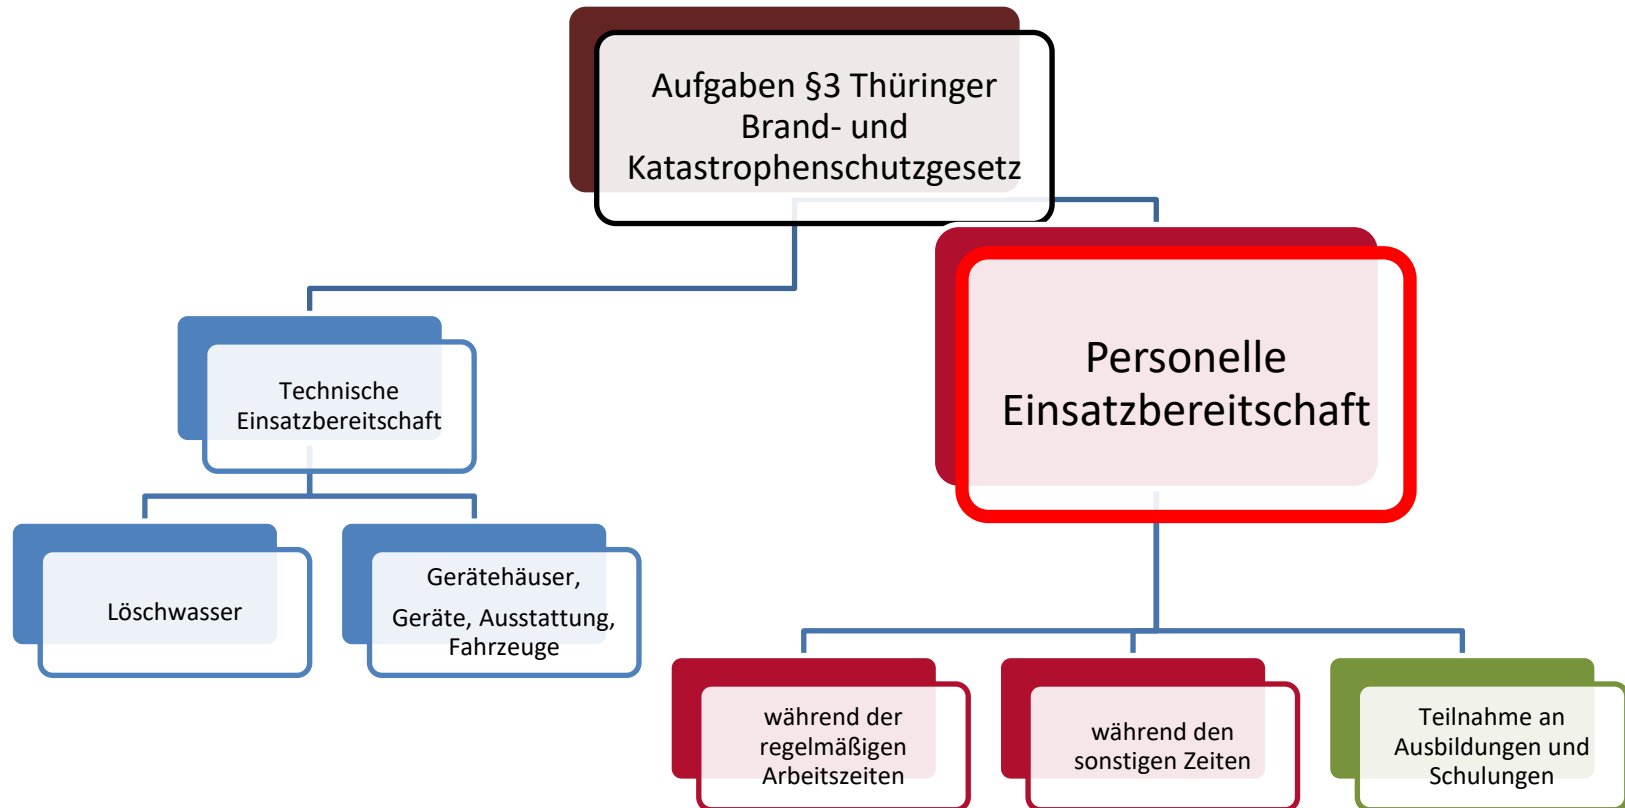 Aufgaben §3 Thüringer
Brand- und
Katastrophenschutzgesetz
Personelle
Einsatzbereitschaft
Technische
Einsatzbereitschaft
Löschwasser
Gerätehäuser,
Geräte, Ausstattung,
Fahrzeuge
während der
regelmäßigen
Arbeitszeiten
während den
sonstigen Zeiten
Teilnahme an
Ausbildungen und
Schulungen